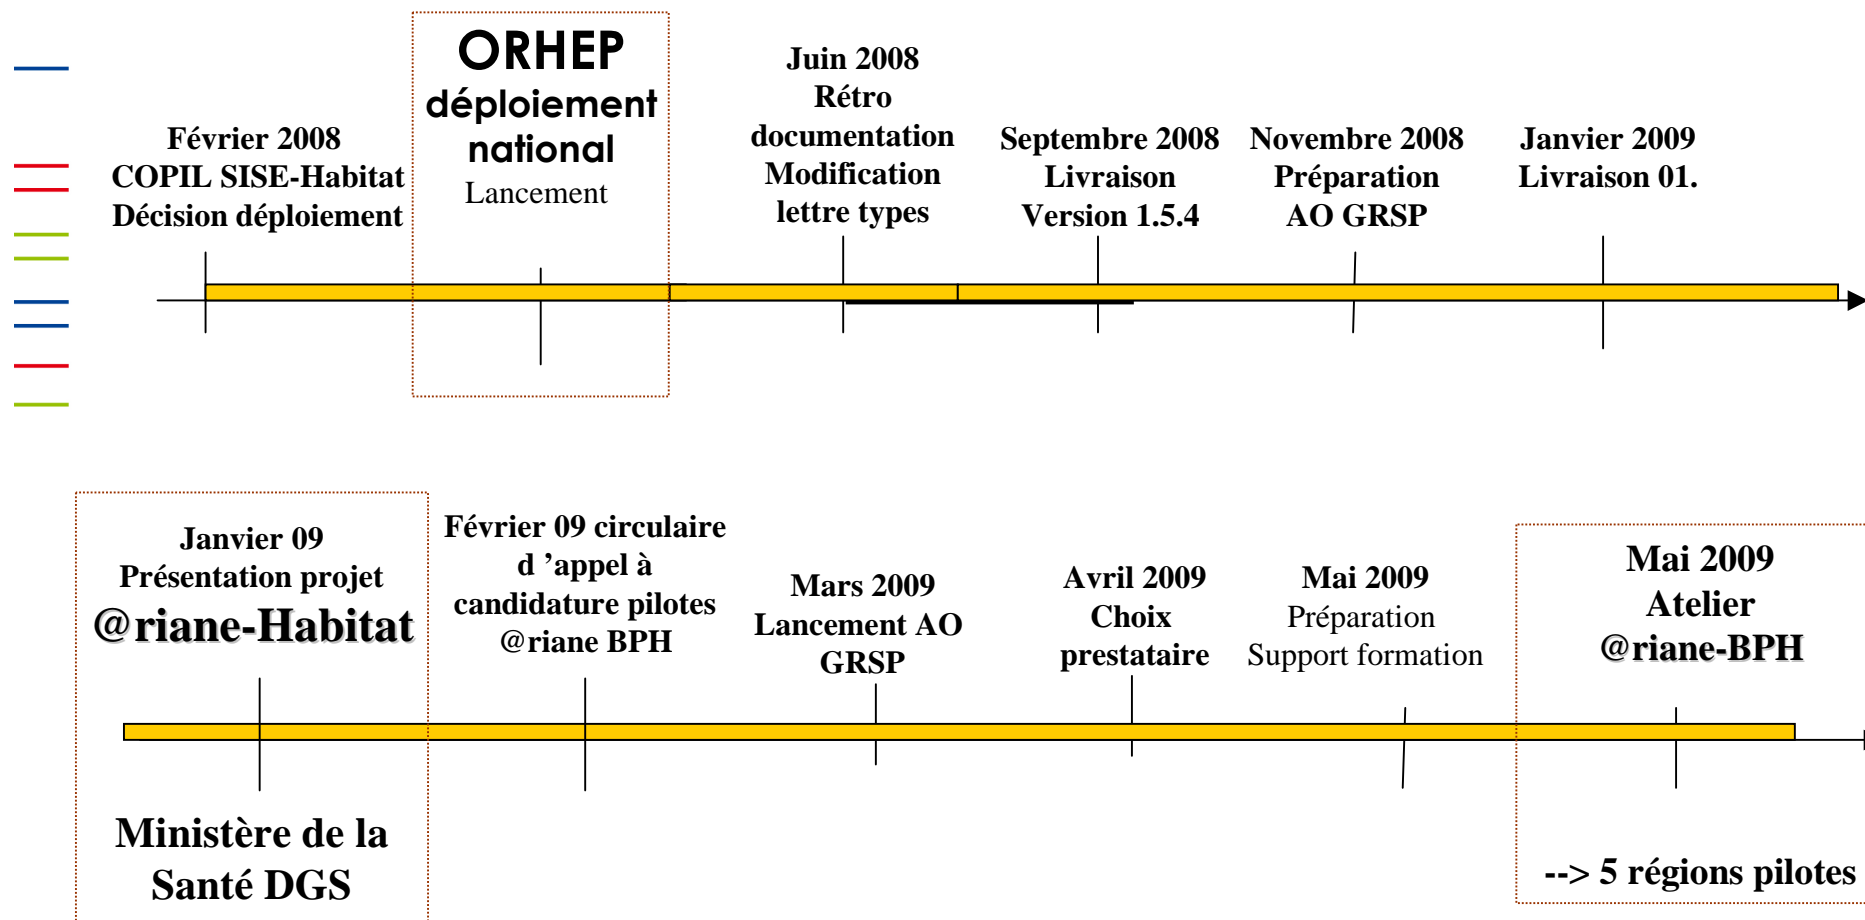 Février 2008
COPIL SISE-Habitat
Décision déploiement
ORHEP
déploiement
national
Lancement
Juin 2008
Rétro
documentation
Modification
lettre types
Septembre 2008
Livraison
Version 1.5.4
Novembre 2008
Préparation
AO GRSP
Janvier 2009
Livraison 01.
Janvier 09
Présentation projet
@riane-Habitat
Ministère de la
Santé DGS
Février 09 circulaire
d ’appel à
candidature pilotes
@riane BPH
Mars 2009
Lancement AO
GRSP
Avril 2009
Choix
prestataire
Mai 2009
Préparation
Support formation
Mai 2009
Atelier
@riane-BPH
--> 5 régions pilotes